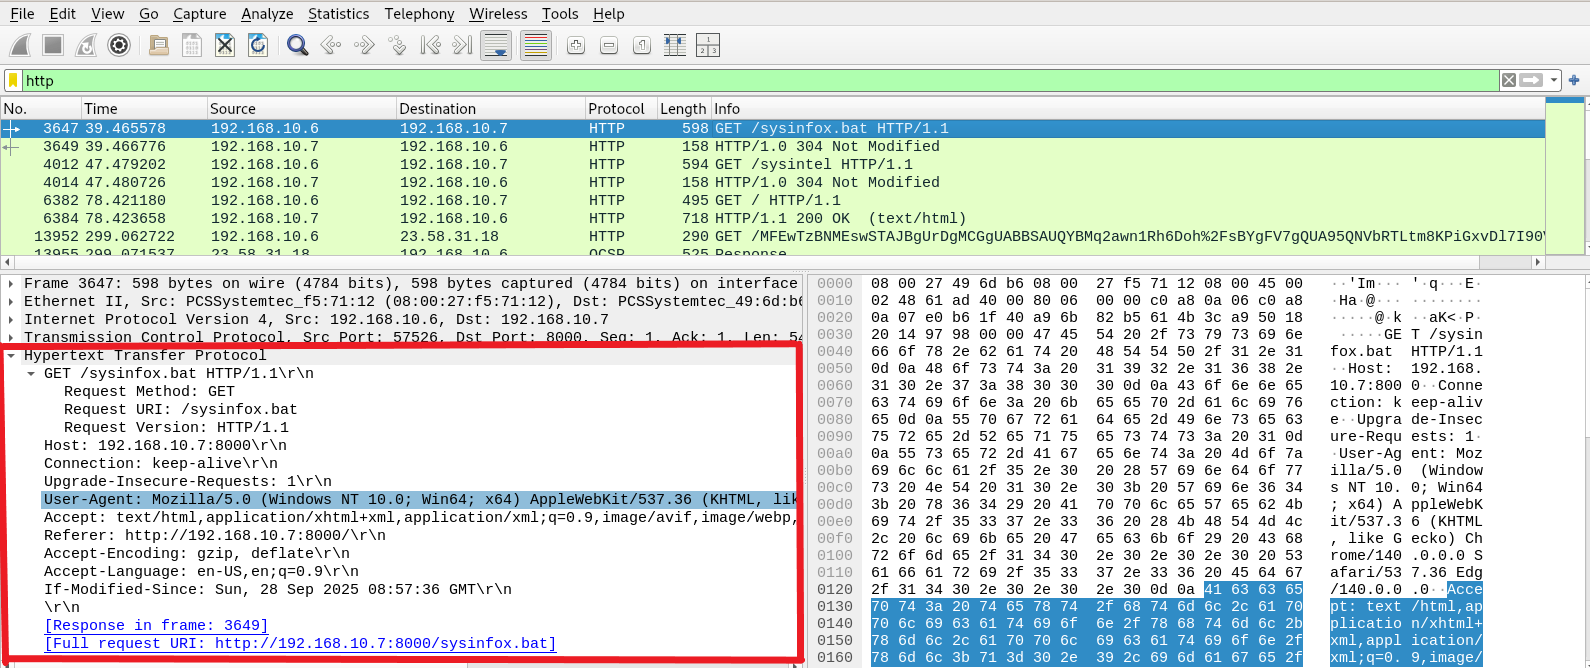 File Edit View Go Capture Analyze Statistics Telephony Wireless Tools Help
http
No. Time Source Destination Protocol Length Info
3647 39.465578 192.168.10.6 192.168.10.7 HTTP 598 GET /sysinfox.bat HTTP/1.1
3649 39.466776 192.168.10.7 192.168.10.6 HTTP 158 HTTP/1.0 304 Not Modified
4012 47.479202 192.168.10.6 192.168.10.7 HTTP 594 GET /sysintel HTTP/1.1
4014 47.480726 192.168.10.7 192.168.10.6 HTTP 158 HTTP/1.0 304 Not Modified
6382 78.421180 192.168.10.6 192.168.10.7 HTTP 495 GET / HTTP/1.1
6384 78.423658 192.168.10.7 192.168.10.6 HTTP 718 HTTP/1.1 200 OK (text/html)
13952 299.062722 192.168.10.6 23.58.31.18 HTTP 290 GET /MFEwTzBNMEswSTAJBgUrDgMCGgUABBSAUQYBMq2awn1Rh6Doh%2FsBYgFV7gQUA95QNVbRTLtm8KPiGxvDl7I90V
13955 299.071537 23.58.31.18 192.168.10.6 OCSP 525 Response
Frame 3647: 598 bytes on wire (4784 bits), 598 bytes captured (4784 bits) on interface
Ethernet II, Src: PCSSystemtec_f5:71:12 (08:00:27:f5:71:12), Dst: PCSSystemtec_49:6d:b6
Internet Protocol Version 4, Src: 192.168.10.6, Dst: 192.168.10.7
Transmission Control Protocol, Src Port: 57526, Dst Port: 8000, Seq: 1, Ack: 1, Len: 54
Hypertext Transfer Protocol
GET /sysinfox.bat HTTP/1.1\r\n
Request Method: GET
Request URI: /sysinfox.bat
Request Version: HTTP/1.1
Host: 192.168.10.7:8000\r\n
Connection: keep-alive\r\n
Upgrade-Insecure-Requests: 1\r\n
User-Agent: Mozilla/5.0 (Windows NT 10.0; Win64; x64) AppleWebKit/537.36 (KHTML, lik
Accept: text/html,application/xhtml+xml,application/xml;q=0.9,image/avif,image/webp,
Referer: http://192.168.10.7:8000/\r\n
Accept-Encoding: gzip, deflate\r\n
Accept-Language: en-US,en;q=0.9\r\n
If-Modified-Since: Sun, 28 Sep 2025 08:57:36 GMT\r\n
\r\n
[Response in frame: 3649]
[Full request URI: http://192.168.10.7:8000/sysinfox.bat]
0000 08 00 27 49 6d b6 08 00 27 f5 71 12 08 00 45 00 ··'Im··· '·q···E·
0010 02 48 61 ad 40 00 80 06 00 00 c0 a8 0a 06 c0 a8 ·Ha·@··· ········
0020 0a 07 e0 b6 1f 40 a9 6b 82 b5 61 4b 3c a9 50 18 ·····@·k ··aK<·P·
0030 20 14 97 98 00 00 47 45 54 20 2f 73 79 73 69 6e ·····GE T /sysin
0040 66 6f 78 2e 62 61 74 20 48 54 54 50 2f 31 2e 31 fox.bat HTTP/1.1
0050 0d 0a 48 6f 73 74 3a 20 31 39 32 2e 31 36 38 2e ··Host: 192.168.
0060 31 30 2e 37 3a 38 30 30 30 0d 0a 43 6f 6e 6e 65 10.7:800 0··Conne
0070 63 74 69 6f 6e 3a 20 6b 65 65 70 2d 61 6c 69 76 ction: k eep-aliv
0080 65 0d 0a 55 70 67 72 61 64 65 2d 49 6e 73 65 63 e··Upgra de-Insec
0090 75 72 65 2d 52 65 71 75 65 73 74 73 3a 20 31 0d ure-Requ ests: 1·
00a0 0a 55 73 65 72 2d 41 67 65 6e 74 3a 20 4d 6f 7a ·User-Ag ent: Moz
00b0 69 6c 6c 61 2f 35 2e 30 20 28 57 69 6e 64 6f 77 illa/5.0 (Window
00c0 73 20 4e 54 20 31 30 2e 30 3b 20 57 69 6e 36 34 s NT 10. 0; Win64
00d0 3b 20 78 36 34 29 20 41 70 70 6c 65 57 65 62 4b ; x64) A ppleWebK
00e0 69 74 2f 35 33 37 2e 33 36 20 28 4b 48 54 4d 4c it/537.3 6 (KHTML
00f0 2c 20 6c 69 6b 65 20 47 65 63 6b 6f 29 20 43 68 , like G ecko) Ch
0100 72 6f 6d 65 2f 31 34 30 2e 30 2e 30 2e 30 20 53 rome/140 .0.0.0 S
0110 61 66 61 72 69 2f 35 33 37 2e 33 36 20 45 64 67 afari/53 7.36 Edg
0120 2f 31 34 30 2e 30 2e 30 2e 30 0d 0a 41 63 63 65 /140.0.0 .0··Acce
0130 70 74 3a 20 74 65 78 74 2f 68 74 6d 6c 2c 61 70 pt: text /html,ap
0140 70 6c 69 63 61 74 69 6f 6e 2f 78 68 74 6d 6c 2b plicatio n/xhtml+
0150 78 6d 6c 2c 61 70 70 6c 69 63 61 74 69 6f 6e 2f xml,appl ication/
0160 78 6d 6c 3b 71 3d 30 2e 39 2c 69 6d 61 67 65 2f xml;q=0. 9,image/